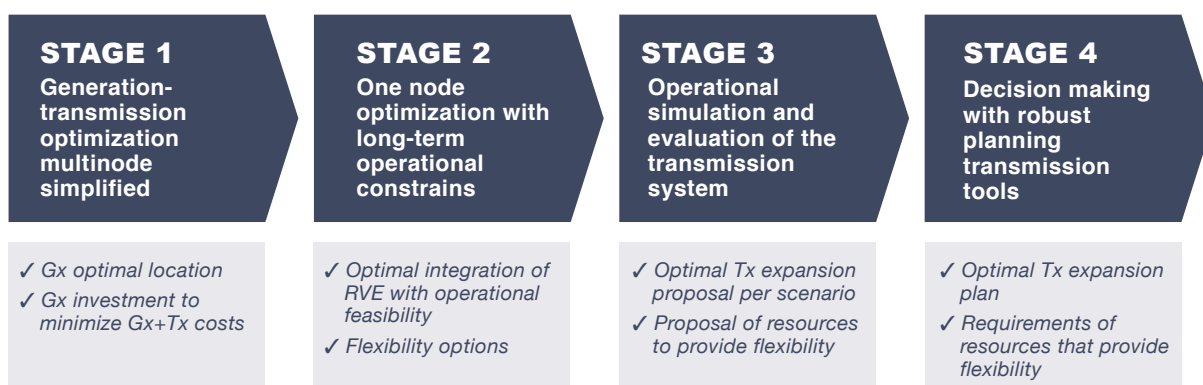 STAGE 1
Generation-
transmission
optimization
multinode
simplified
✓ Gx optimal location
✓ Gx investment to
minimize Gx+Tx costs
STAGE 2
One node
optimization with
long-term
operational
constrains
✓ Optimal integration of
RVE with operational
feasibility
✓ Flexibility options
STAGE 3
Operational
simulation and
evaluation of the
transmission
system
✓ Optimal Tx expansion
proposal per scenario
✓ Proposal of resources
to provide flexibility
STAGE 4
Decision making
with robust
planning
transmission
tools
✓ Optimal Tx expansion
plan
✓ Requirements of
resources that provide
flexibility